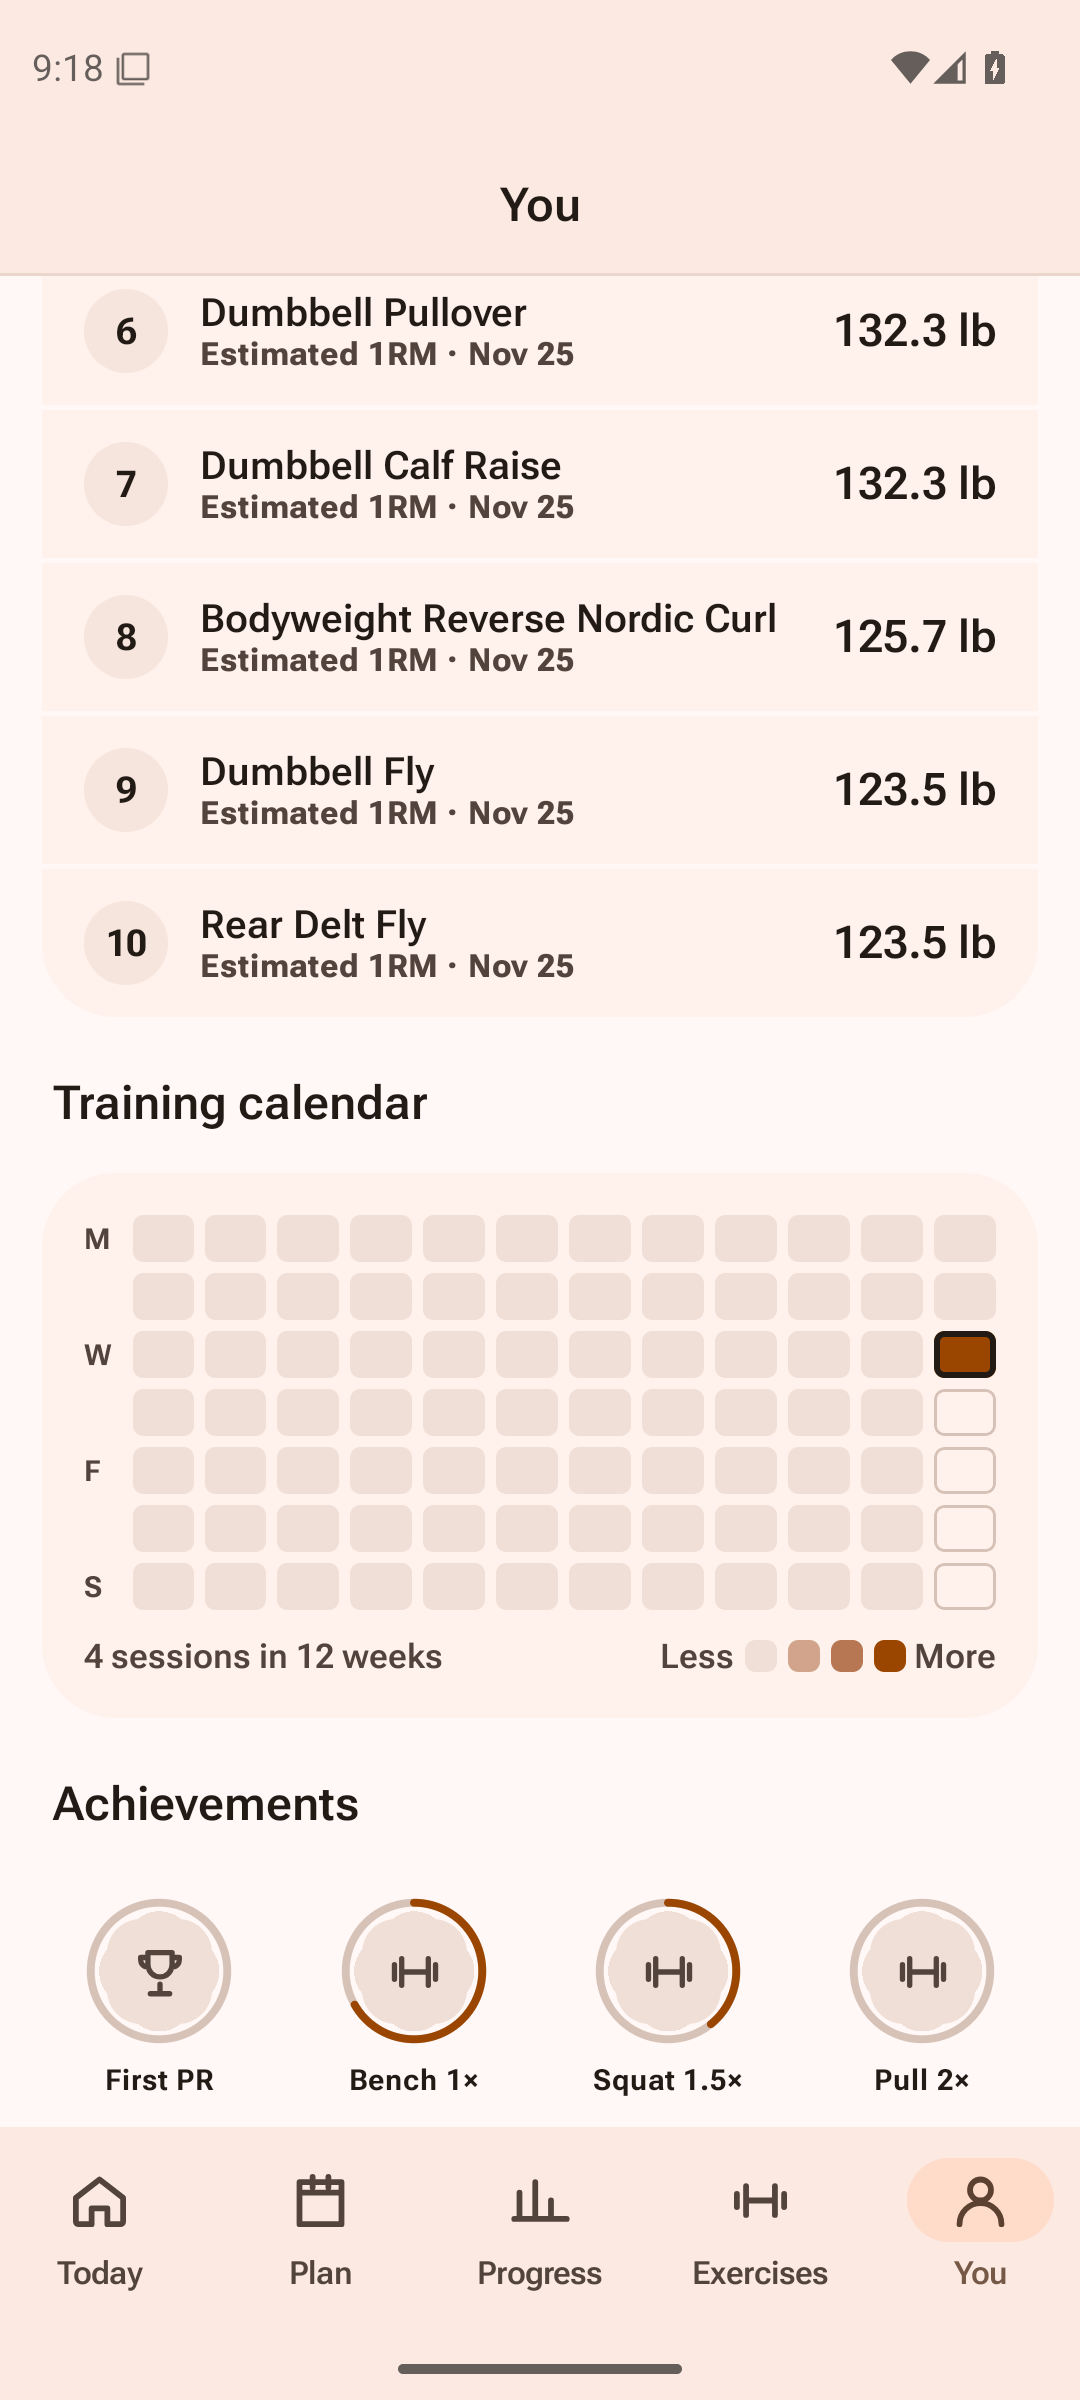 9:18
You
6
Dumbbell Pullover
Estimated 1RM · Nov 25
132.3 lb
7
Dumbbell Calf Raise
Estimated 1RM · Nov 25
132.3 lb
8
Bodyweight Reverse Nordic Curl
Estimated 1RM · Nov 25
125.7 lb
9
Dumbbell Fly
Estimated 1RM · Nov 25
123.5 lb
10
Rear Delt Fly
Estimated 1RM · Nov 25
123.5 lb
Training calendar
M
W
F
S
4 sessions in 12 weeks
Less More
Achievements
First PR
Bench 1×
Squat 1.5×
Pull 2×
Today
Plan
Progress
Exercises
You